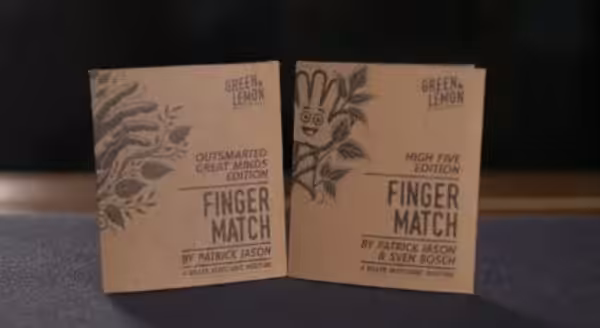 GREEN
LEMON
OUTSMARTED
GREAT MINDS
EDITION
FINGER
MATCH
BY PATRICK JASON
GREEN
LEMON
HIGH FIVE
EDITION
FINGER
MATCH
BY PATRICK JASON
& SVEN BOSCH